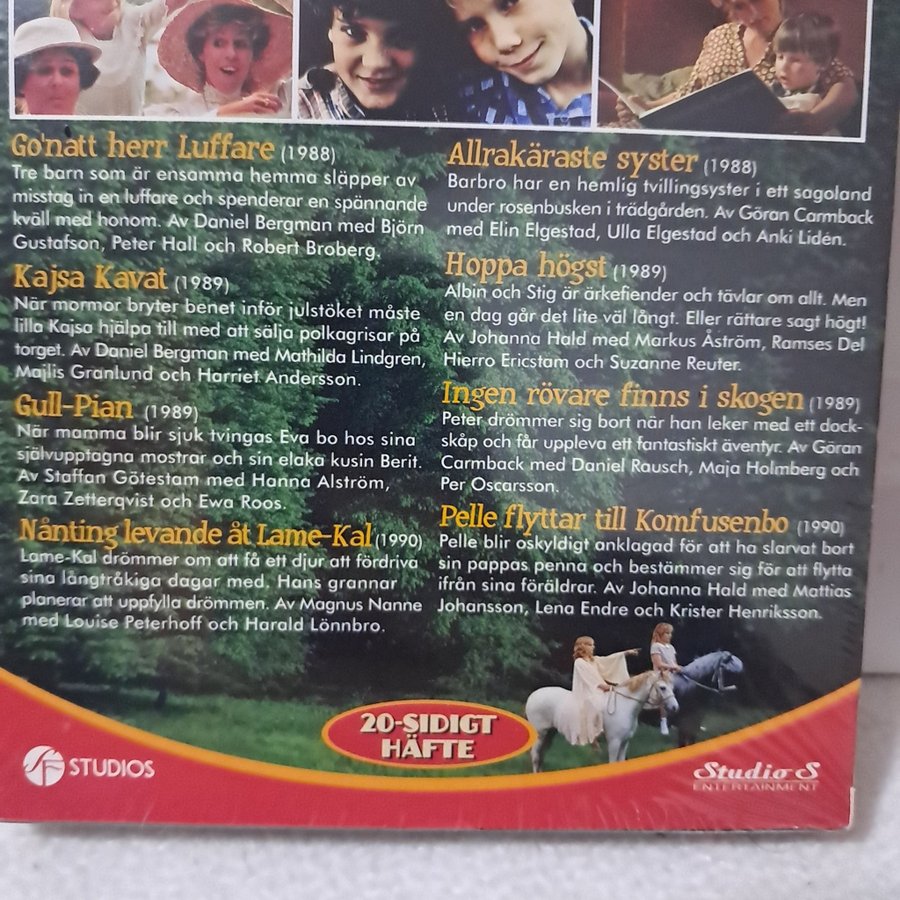 Go'natt herr Luffare (1988)
Tre barn som är ensamma hemma släpper av
misstag in en luffare och spenderar en spännande
kväll med honom. Av Daniel Bergman med Björn
Gustafson, Peter Hall och Robert Broberg.
Kajsa Kavat (1989)
När mormor bryter benet inför julstöket måste
lilla Kajsa hjälpa till med att sälja polkagrisar på
torget. Av Daniel Bergman med Mathilda Lindgren,
Majlis Granlund och Harriet Andersson.
Gull-Pian (1989)
När mamma blir sjuk tvingas Eva bo hos sina
självupptagna mostrar och sin elaka kusin Berit.
Av Staffan Götestam med Hanna Alström,
Zara Zetterqvist och Ewa Roos.
Nånting levande åt Lame-Kal (1990)
Lame-Kal drömmer om att få ett djur att fördriva
sina långtråkiga dagar med. Hans grannar
planerar att uppfylla drömmen. Av Magnus Nanne
med Louise Peterhoff och Harald Lönnbro.
Allrakäraste syster (1988)
Barbro har en hemlig tvillingsyster i ett sagoland
under rosenbusken i trädgården. Av Göran Carmback
med Elin Elgestad, Ulla Elgestad och Anki Lidén.
Hoppa högst (1989)
Albin och Stig är ärkefiender och tävlar om allt. Men
en dag går det lite väl långt. Eller rättare sagt högt!
Av Johanna Hald med Markus Åström, Ramses Del
Hierro Ericstam och Suzanne Reuter.
Ingen rövare finns i skogen (1989)
Peter drömmer sig bort när han leker med ett dock-
skåp och får uppleva ett fantastiskt äventyr. Av Göran
Carmback med Daniel Rausch, Maja Holmberg och
Per Oscarsson.
Pelle flyttar till Komfusenbo (1990)
Pelle blir oskyldigt anklagad för att ha slarvat bort
sin pappas penna och bestämmer sig för att flytta
ifrån sina föräldrar. Av Johanna Hald med Mattias
Johansson, Lena Endre och Krister Henriksson.
20-SIDIGT
HÄFTE
SF STUDIOS
Studio S
ENTERTAINMENT